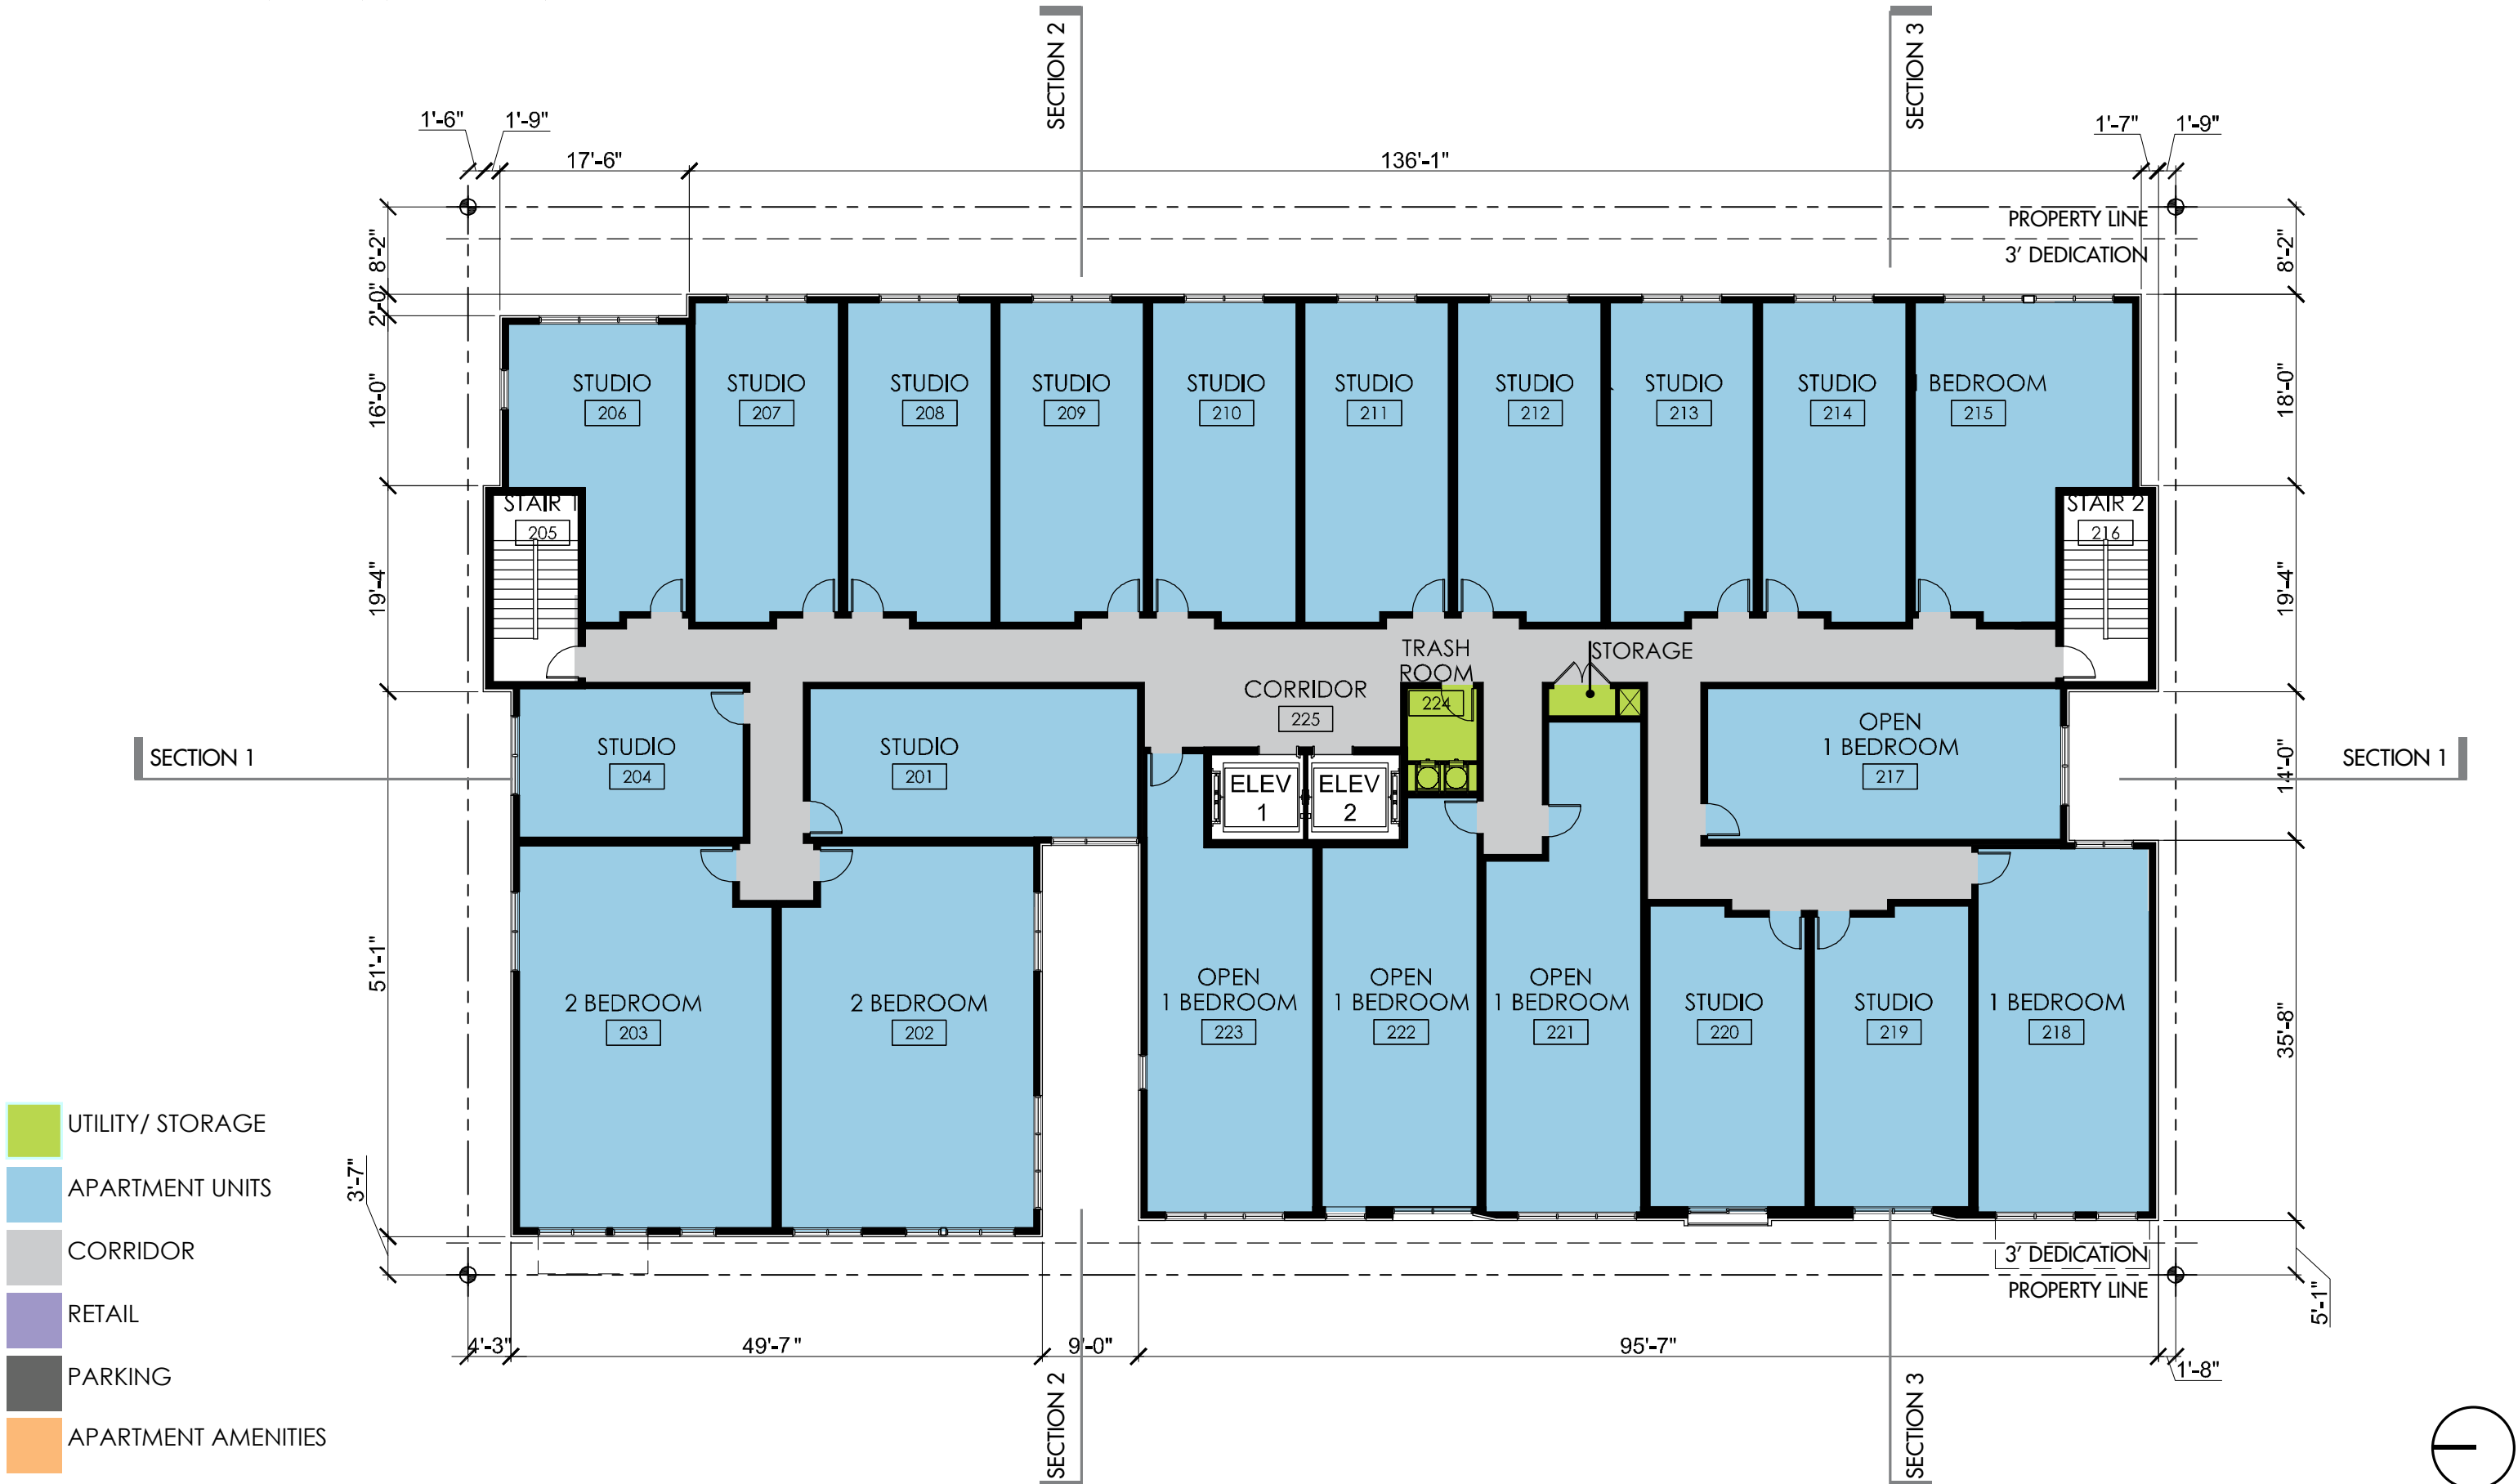 SECTION 2
SECTION 3
1'-6"
1'-9"
17'-6"
136'-1"
1'-7"
1'-9"
PROPERTY LINE
3' DEDICATION
8'-2"
2'-0"
16'-0"
19'-4"
51'-1"
3'-7"
8'-2"
18'-0"
19'-4"
14'-0"
35'-8"
5'-1"
STUDIO
206
STUDIO
207
STUDIO
208
STUDIO
209
STUDIO
210
STUDIO
211
STUDIO
212
STUDIO
213
STUDIO
214
1 BEDROOM
215
STAIR 1
205
STAIR 2
216
TRASH
ROOM
224
STORAGE
CORRIDOR
225
SECTION 1
STUDIO
204
STUDIO
201
ELEV
1
ELEV
2
OPEN
1 BEDROOM
217
SECTION 1
2 BEDROOM
203
2 BEDROOM
202
OPEN
1 BEDROOM
223
OPEN
1 BEDROOM
222
OPEN
1 BEDROOM
221
STUDIO
220
STUDIO
219
1 BEDROOM
218
UTILITY/ STORAGE
APARTMENT UNITS
CORRIDOR
RETAIL
PARKING
APARTMENT AMENITIES
3' DEDICATION
PROPERTY LINE
4'-3"
49'-7"
9'-0"
95'-7"
1'-8"
SECTION 2
SECTION 3